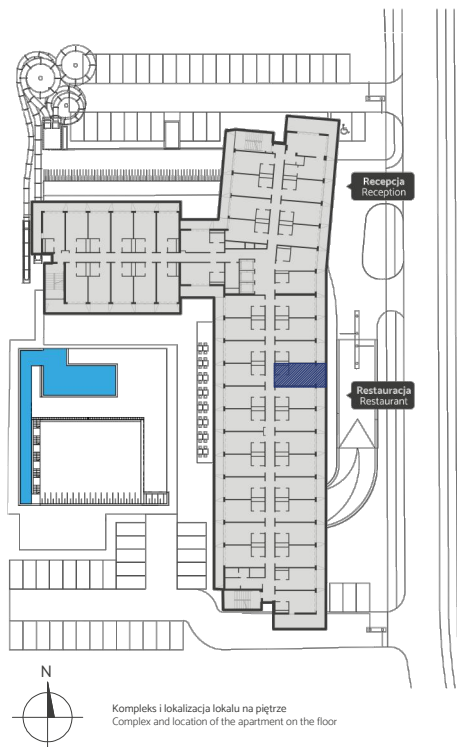 Recepcja
Reception
Restauracja
Restaurant
N
Kompleks i lokalizacja lokalu na piętrze
Complex and location of the apartment on the floor